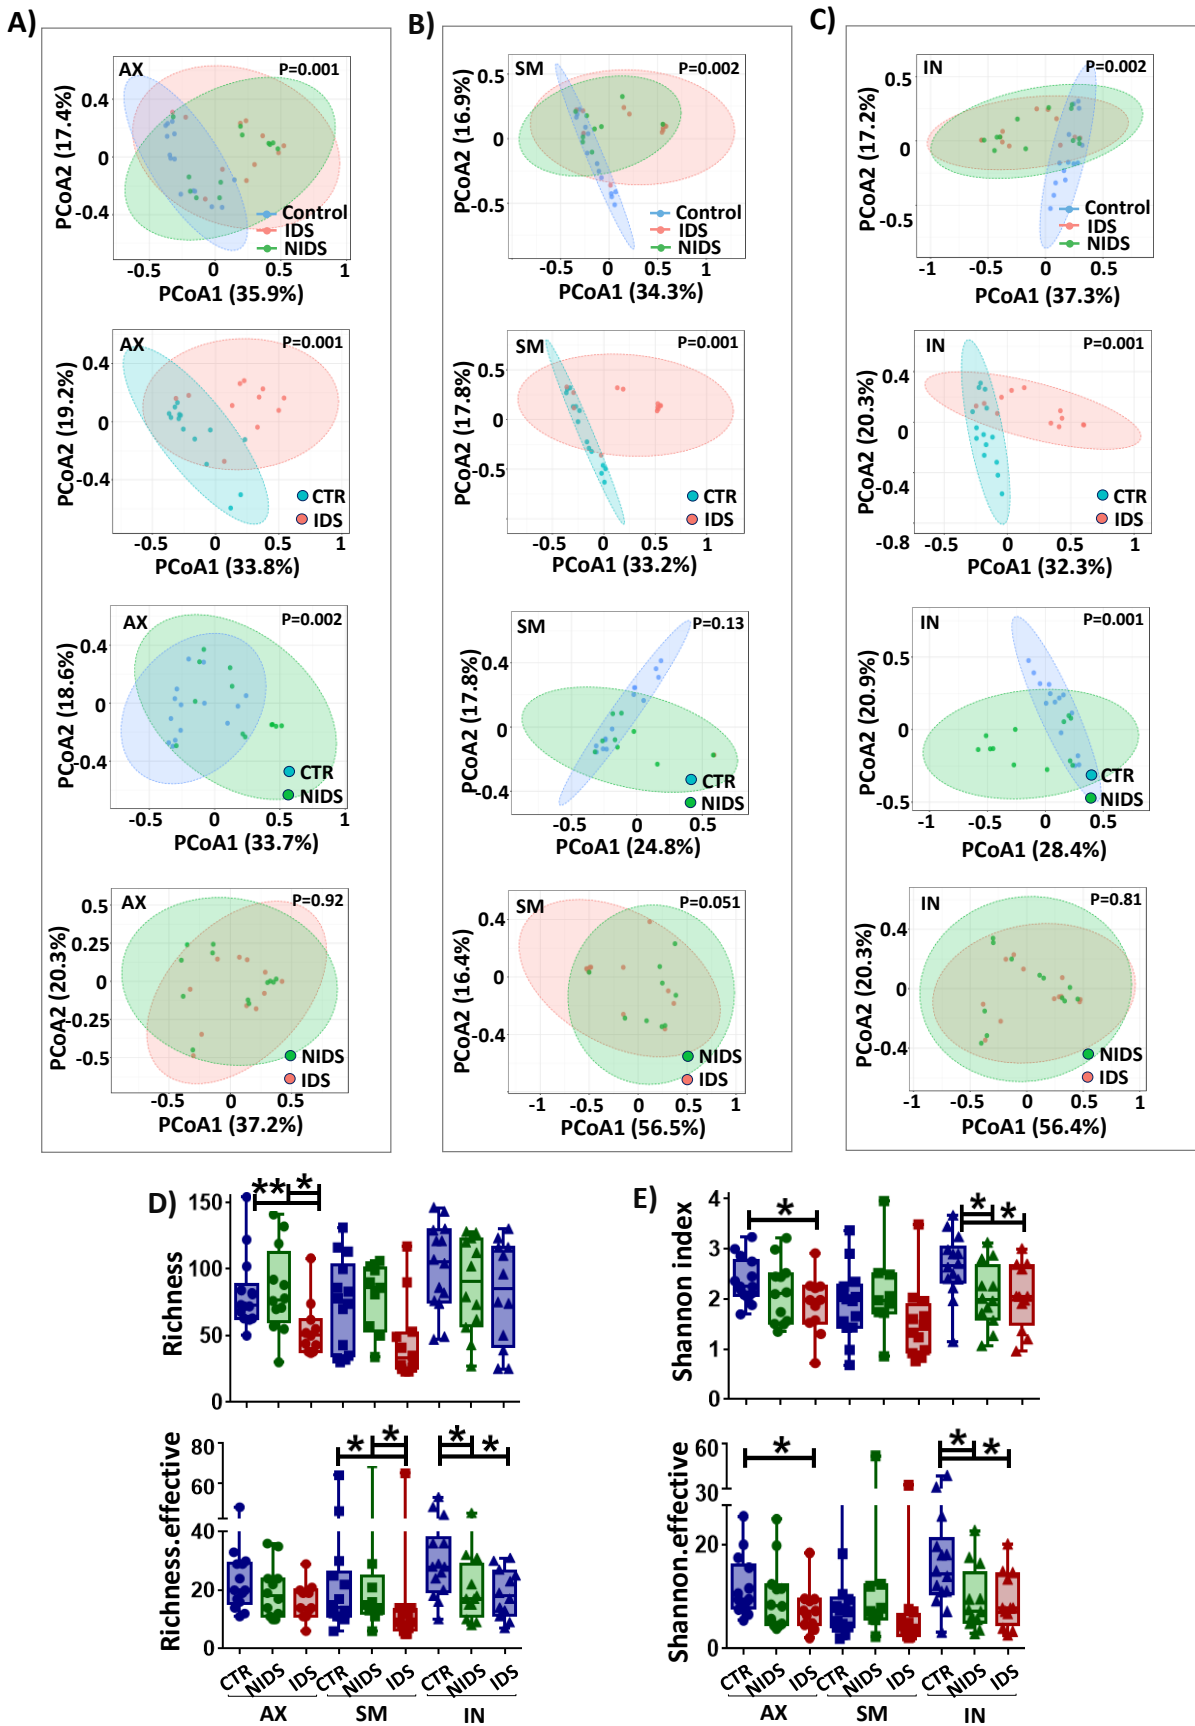 A)
B)
C)
AX
P=0.001
0.4
0
-0.4
PCoA2 (17.4%)
Control
IDS
NIDS
-0.5 0 0.5 1
PCoA1 (35.9%)
SM
P=0.002
0.5
0
-0.5
PCoA2 (16.9%)
Control
IDS
NIDS
-0.5 0 0.5 1
PCoA1 (34.3%)
IN
P=0.002
0.5
0
-0.5
PCoA2 (17.2%)
Control
IDS
NIDS
-1 -0.5 0 0.5
PCoA1 (37.3%)
AX
P=0.001
0.4
0
-0.4
PCoA2 (19.2%)
CTR
IDS
-0.5 0 0.5 1
PCoA1 (33.8%)
SM
P=0.001
0.5
0
-0.5
PCoA2 (17.8%)
CTR
IDS
-0.5 0 0.5 1
PCoA1 (33.2%)
IN
P=0.001
0.4
0
-0.4
-0.8
PCoA2 (20.3%)
CTR
IDS
-0.5 0 0.5 1
PCoA1 (32.3%)
AX
P=0.002
0.4
0
-0.4
PCoA2 (18.6%)
CTR
NIDS
-0.5 0 0.5 1
PCoA1 (33.7%)
SM
P=0.13
0.4
0
-0.4
PCoA2 (17.8%)
CTR
NIDS
-0.5 0 0.5
PCoA1 (24.8%)
IN
P=0.001
0.5
0
-0.5
PCoA2 (20.9%)
CTR
NIDS
-1 -0.5 0 0.5 1
PCoA1 (28.4%)
AX
P=0.92
0.5
0.25
0
-0.25
-0.5
PCoA2 (20.3%)
NIDS
IDS
-1 -0.5 0 0.5 1
PCoA1 (37.2%)
SM
P=0.051
0.4
0
-0.4
PCoA2 (16.4%)
NIDS
IDS
-1 -0.5 0 0.5 1
PCoA1 (56.5%)
IN
P=0.81
0.4
0
-0.4
PCoA2 (20.3%)
NIDS
IDS
-1 -0.5 0 0.5 1
PCoA1 (56.4%)
D)
** *
150
100
50
0
Richness
E)
* * *
4
3
2
1
0
Shannon index
* * * *
80
60
40
20
0
Richness.effective
CTR NIDS IDS CTR NIDS IDS CTR NIDS IDS
AX SM IN
* * *
60
30
20
0
Shannon.effective
CTR NIDS IDS CTR NIDS IDS CTR NIDS IDS
AX SM IN